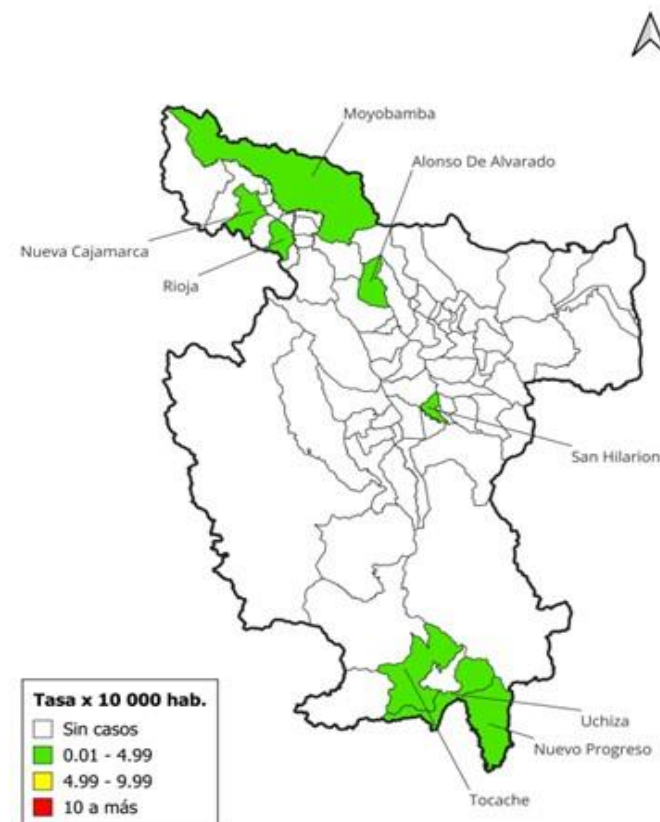 Moyobamba
Alonso De Alvarado
Nueva Cajamarca
Rioja
San Hilarion
Uchiza
Nuevo Progreso
Tocache
Tasa x 10 000 hab.
Sin casos
0.01 - 4.99
4.99 - 9.99
10 a más